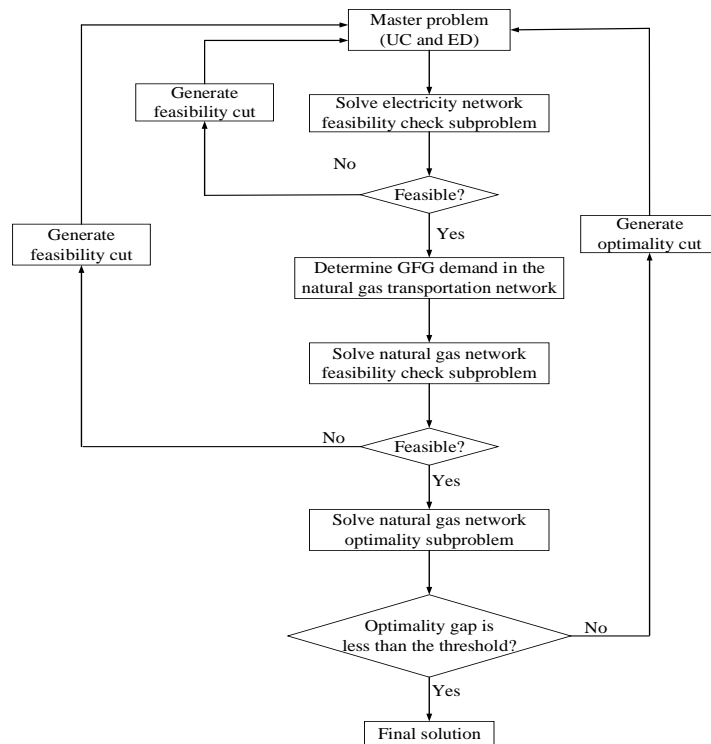 Master problem
(UC and ED)
Generate
feasibility cut
Solve electricity network
feasibility check subproblem
No
Feasible?
Yes
Generate
feasibility cut
Generate
optimality cut
Determine GFG demand in the
natural gas transportation network
Solve natural gas network
feasibility check subproblem
No
Feasible?
Yes
Solve natural gas network
optimality subproblem
Optimality gap is
less than the threshold?
No
Yes
Final solution